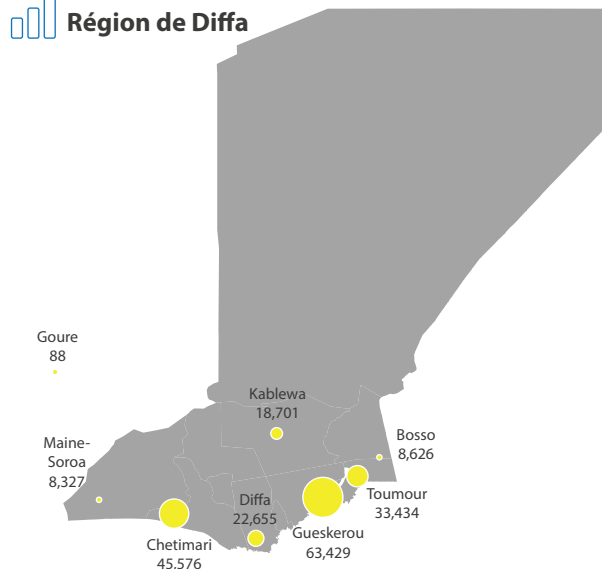 Région de Diffa
Goure
88
Kablewa
18,701
Maine-
Soroa
8,327
Bosso
8,626
Diffa
22,655
Toumour
33,434
Gueskerou
63,429
Chetimari
45,576